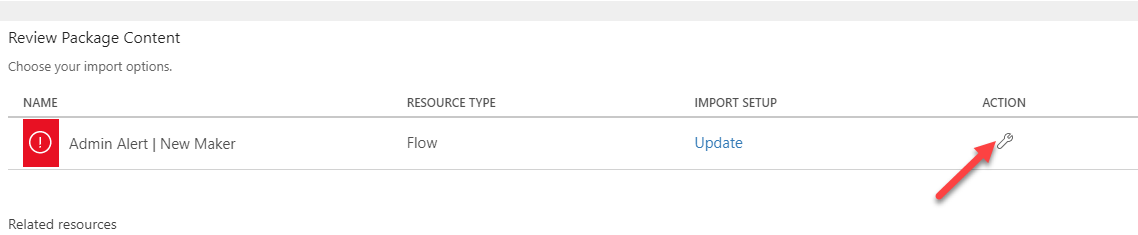 Review Package Content
Choose your import options.
NAME RESOURCE TYPE IMPORT SETUP ACTION
Admin Alert | New Maker Flow Update
Related resources